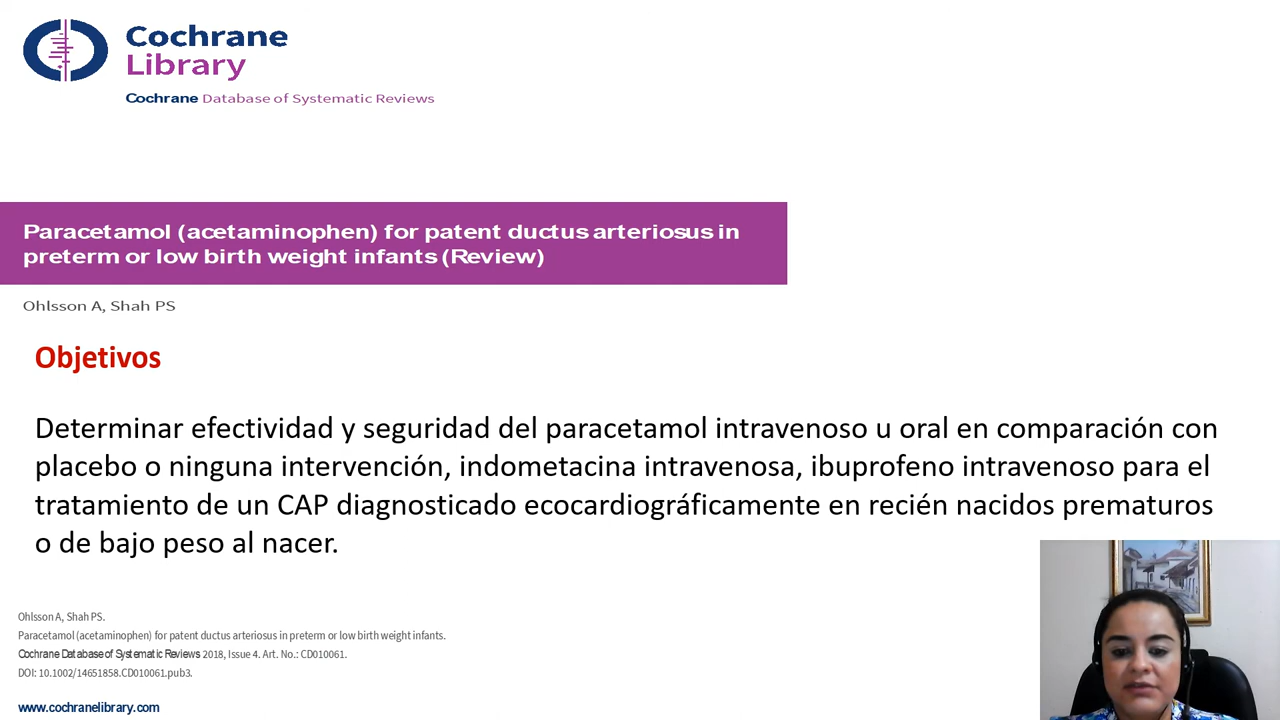 Cochrane
Library
Cochrane Database of Systematic Reviews
Paracetamol (acetaminophen) for patent ductus arteriosus in
preterm or low birth weight infants (Review)
Ohlsson A, Shah PS
Objetivos
Determinar efectividad y seguridad del paracetamol intravenoso u oral en comparación con
placebo o ninguna intervención, indometacina intravenosa, ibuprofeno intravenoso para el
tratamiento de un CAP diagnosticado ecocardiográficamente en recién nacidos prematuros
o de bajo peso al nacer.
Ohlsson A, Shah PS.
Paracetamol (acetaminophen) for patent ductus arteriosus in preterm or low birth weight infants.
Cochrane Database of Systematic Reviews 2018, Issue 4. Art. No.: CD010061.
DOI: 10.1002/14651858.CD010061.pub3.
www.cochranelibrary.com